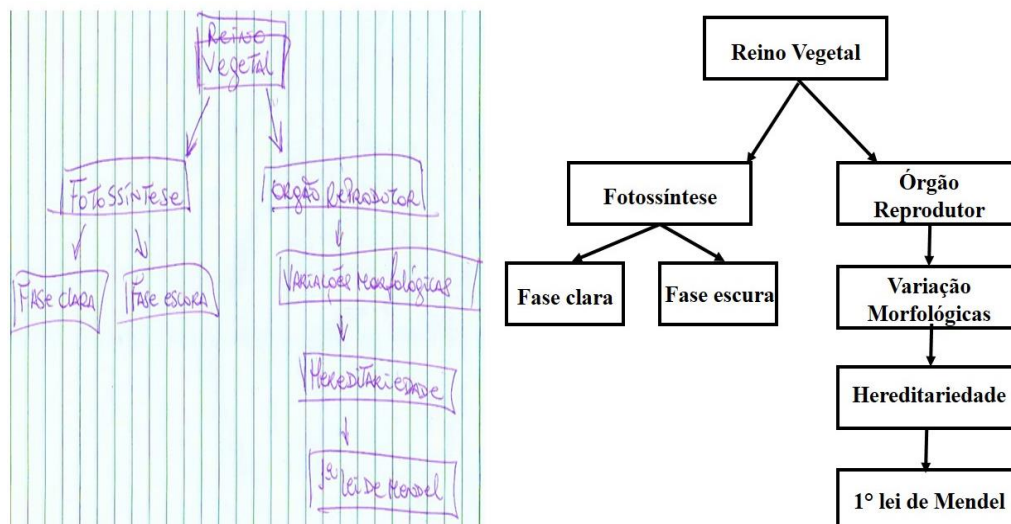 Reino
Vegetal
Fotossíntese
Órgão Reprodutor
Fase clara
Fase escura
Variações Morfológicas
Hereditariedade
1ª lei de Mendel
Reino Vegetal
Fotossíntese
Órgão
Reprodutor
Fase clara
Fase escura
Variação
Morfológicas
Hereditariedade
1° lei de Mendel